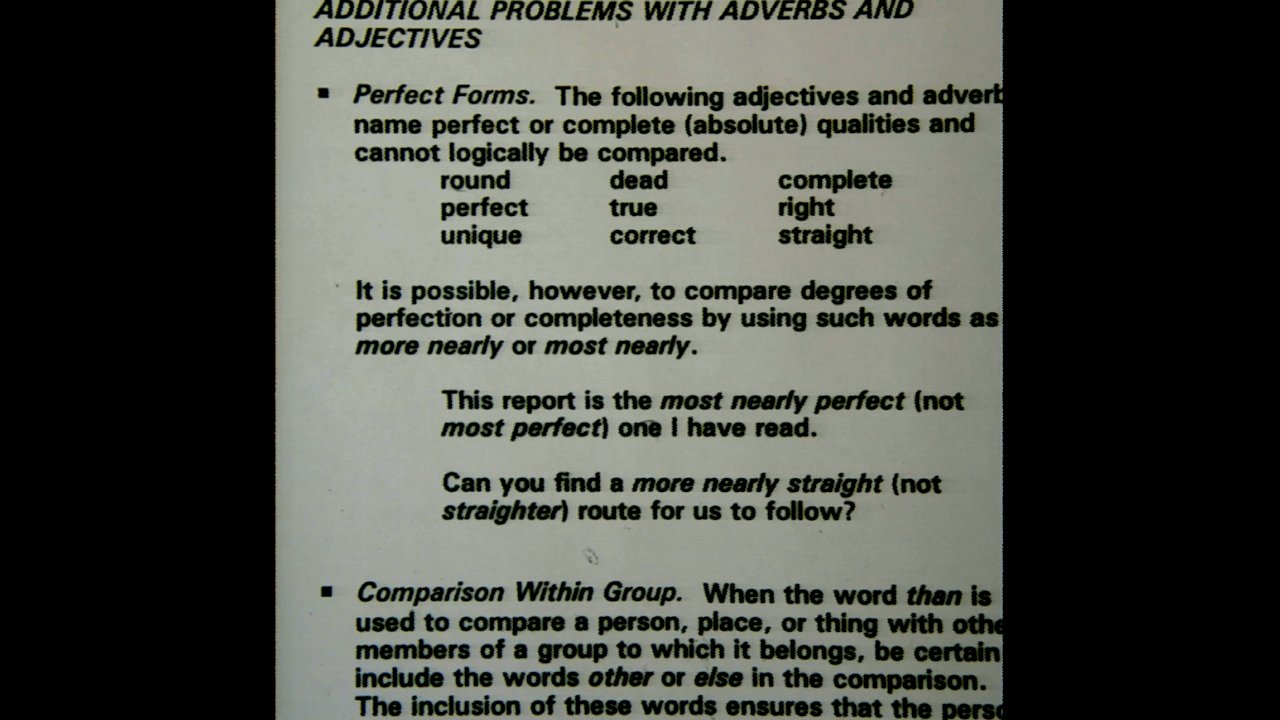 ADDITIONAL PROBLEMS WITH ADVERBS AND
ADJECTIVES
▪ Perfect Forms. The following adjectives and adverb
name perfect or complete (absolute) qualities and
cannot logically be compared.
round dead complete
perfect true right
unique correct straight
It is possible, however, to compare degrees of
perfection or completeness by using such words as
more nearly or most nearly.
This report is the most nearly perfect (not
most perfect) one I have read.
Can you find a more nearly straight (not
straighter) route for us to follow?
▪ Comparison Within Group. When the word than is
used to compare a person, place, or thing with othe
members of a group to which it belongs, be certain
include the words other or else in the comparison.
The inclusion of these words ensures that the perso